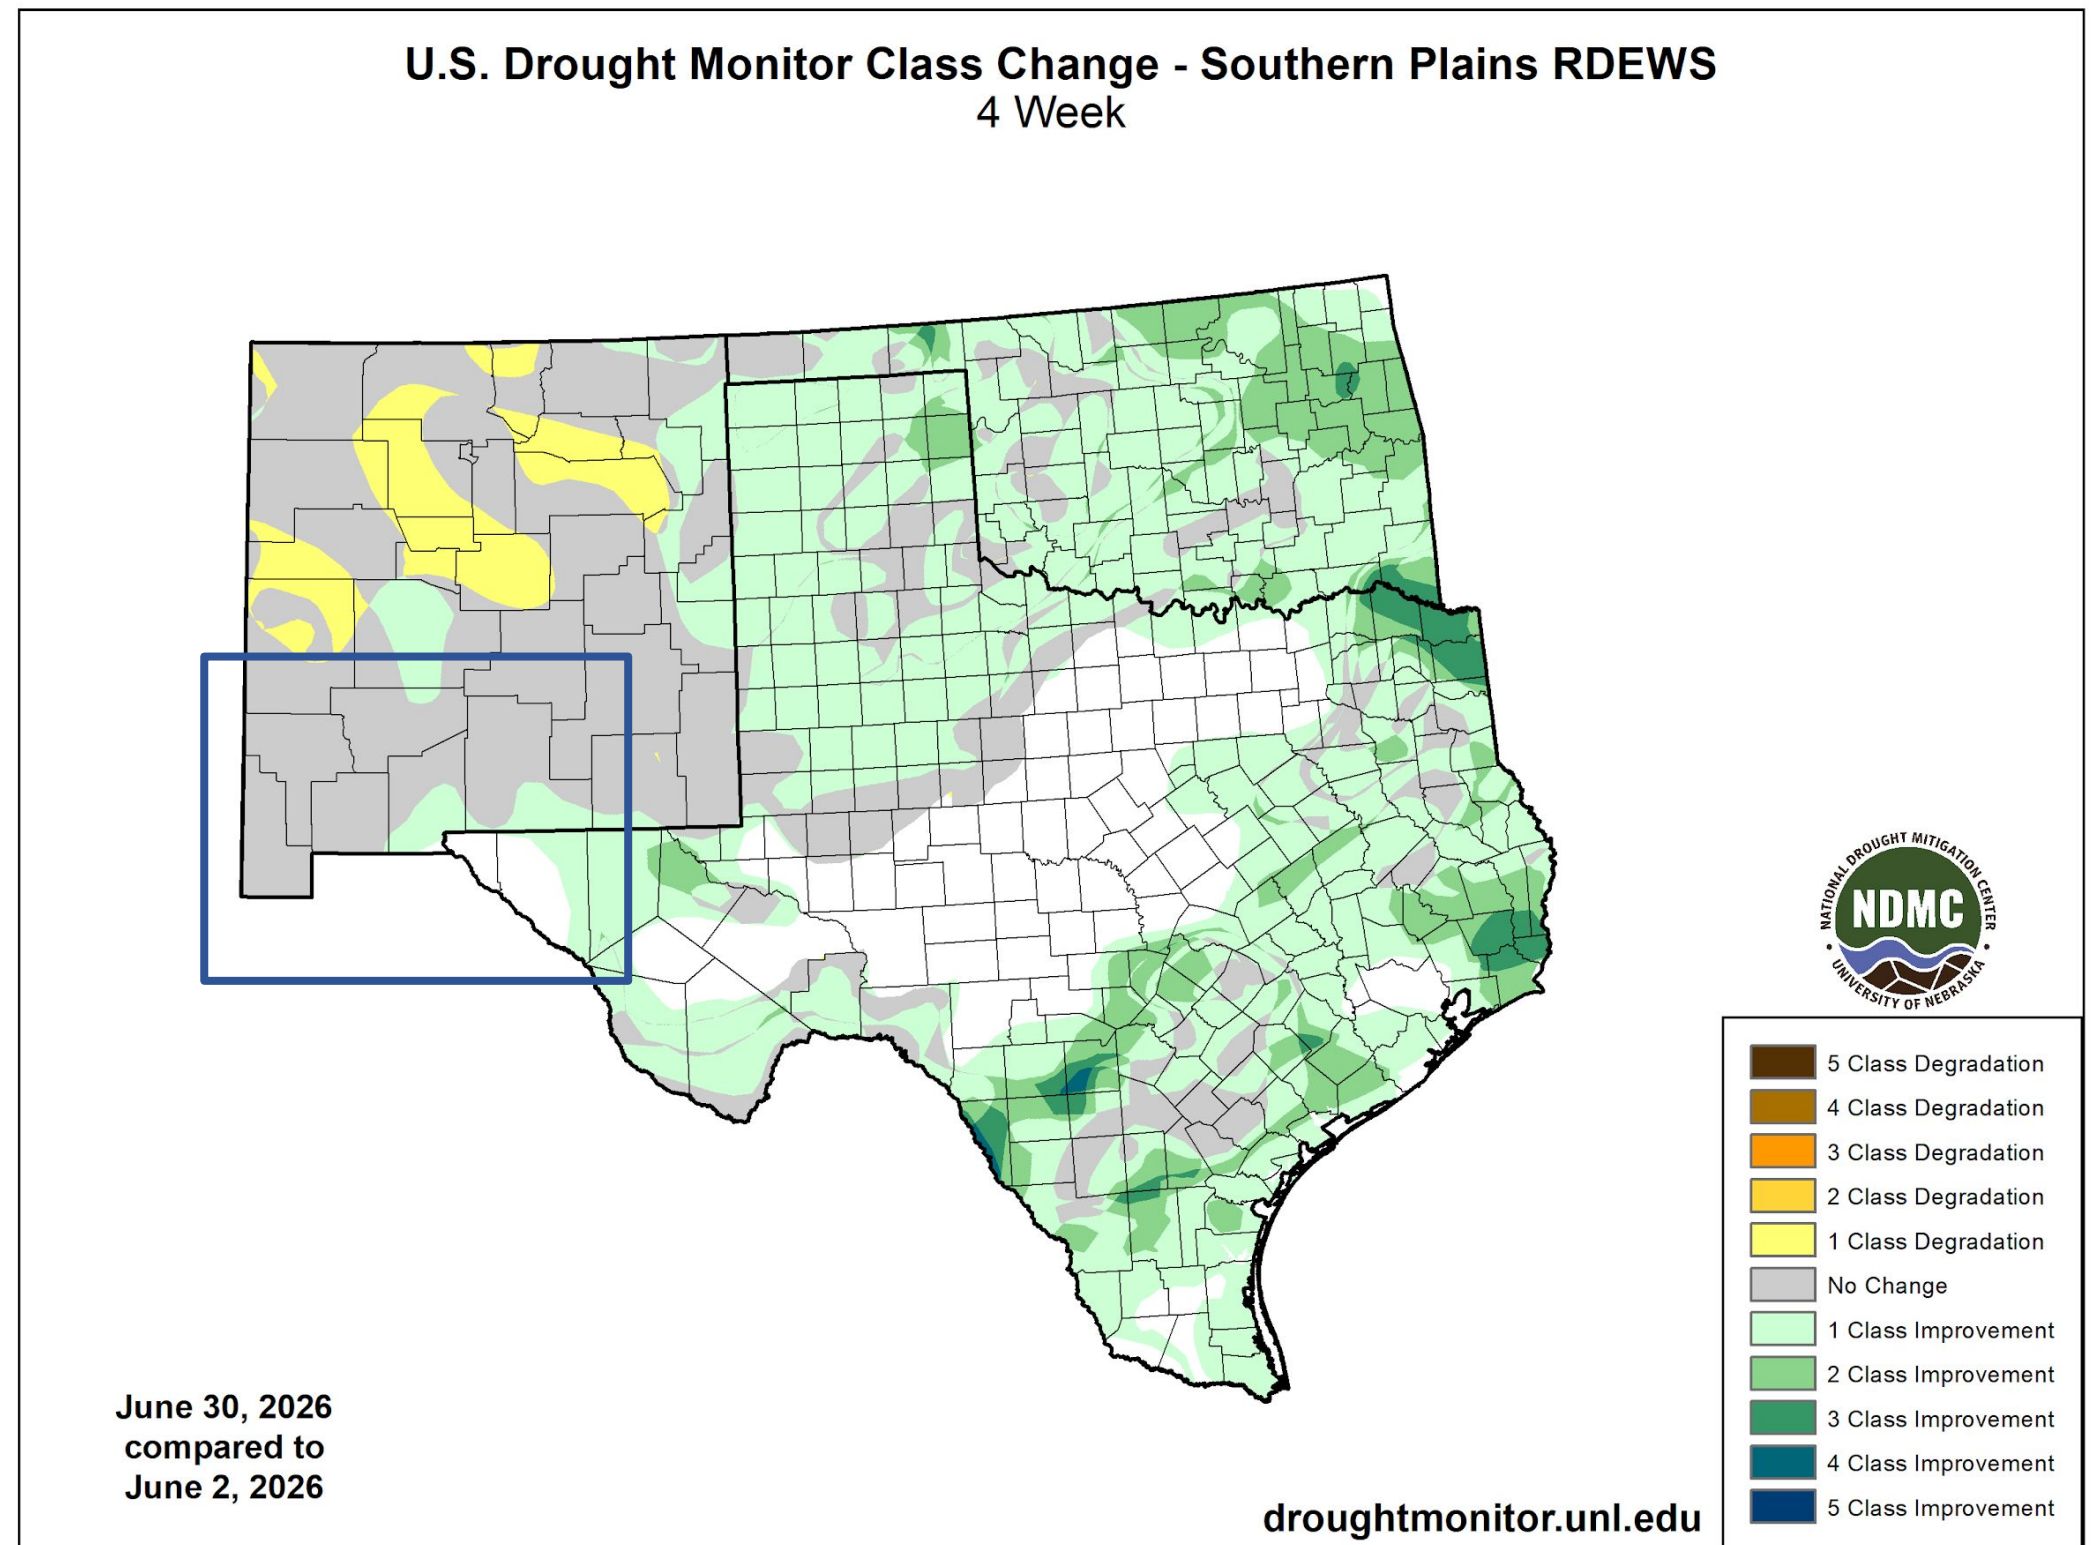 U.S. Drought Monitor Class Change - Southern Plains RDEWS
4 Week
NATIONAL DROUGHT MITIGATION CENTER
NDMC
UNIVERSITY OF NEBRASKA
5 Class Degradation
4 Class Degradation
3 Class Degradation
2 Class Degradation
1 Class Degradation
No Change
1 Class Improvement
2 Class Improvement
3 Class Improvement
4 Class Improvement
5 Class Improvement
June 30, 2026
compared to
June 2, 2026
droughtmonitor.unl.edu